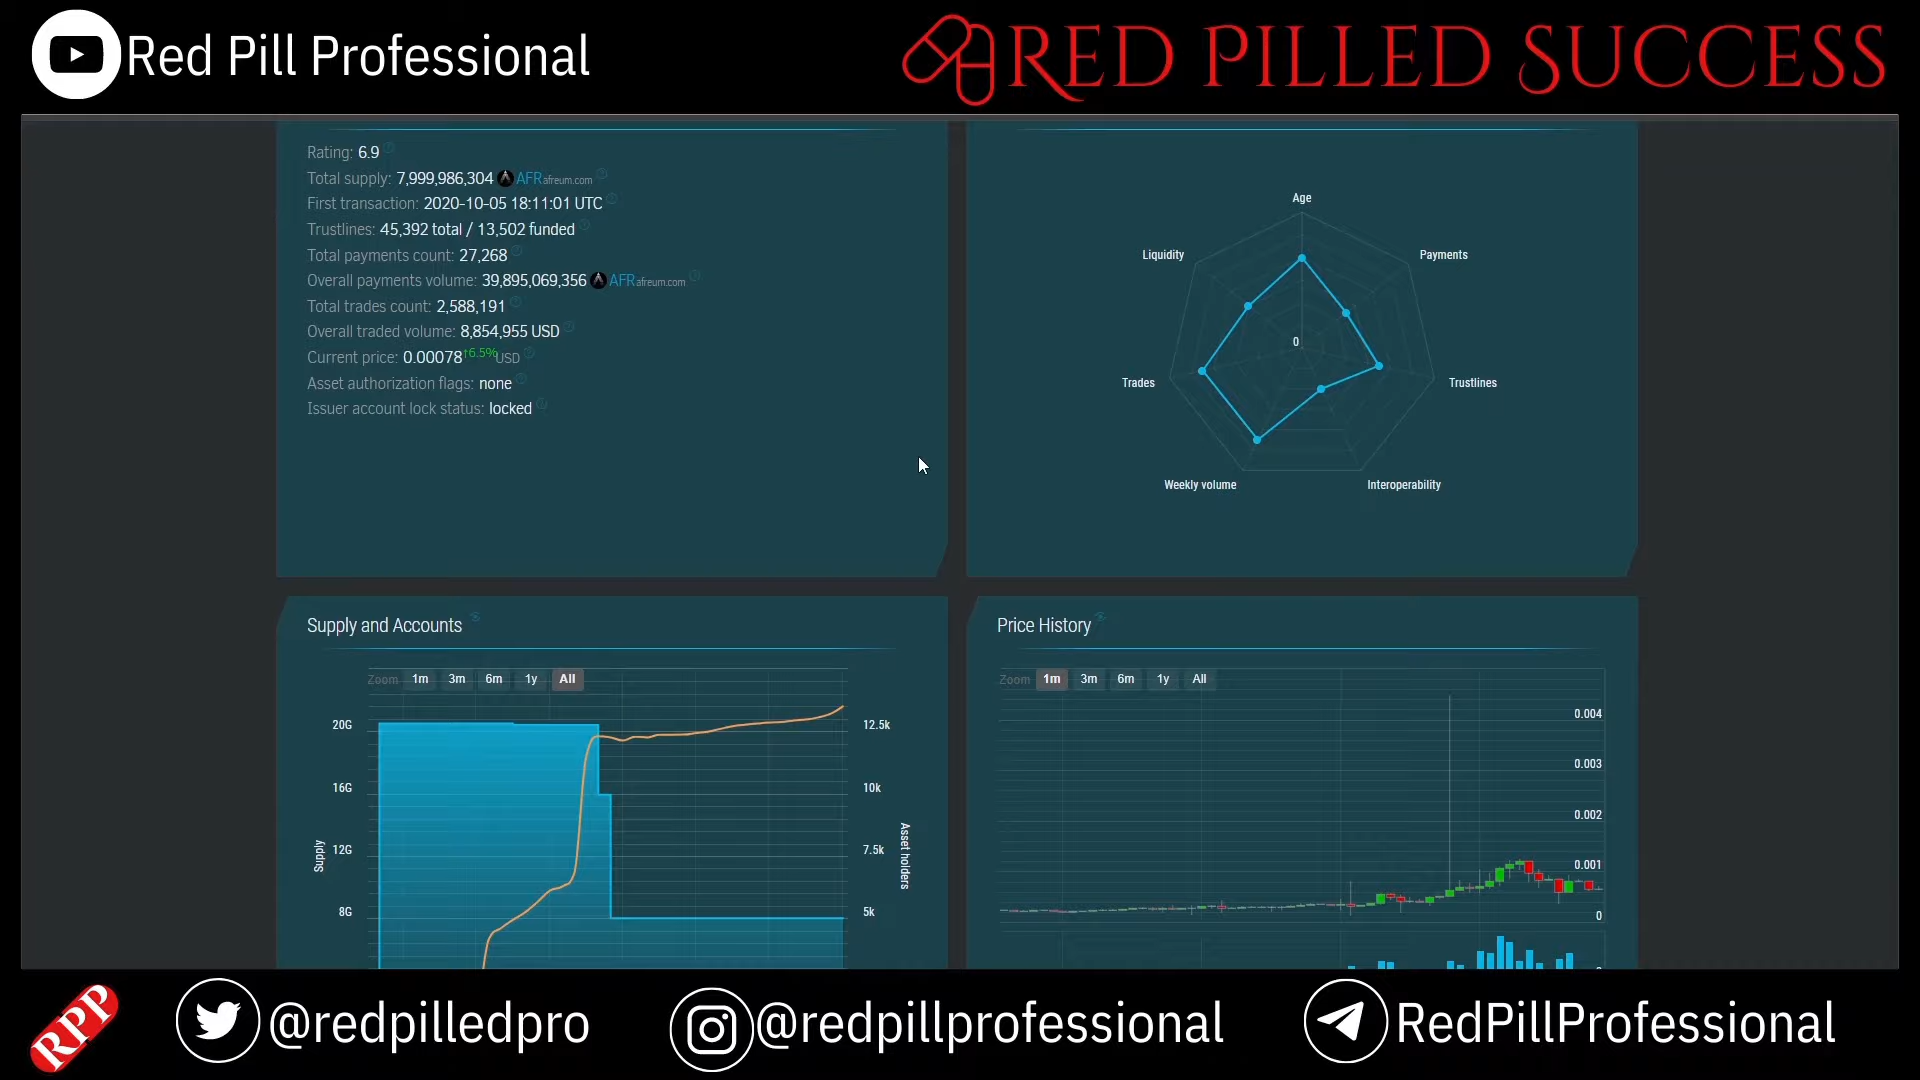 Red Pill Professional
RED PILLED SUCCESS
Rating: 6.9
Total supply: 7,999,986,304 AFR afreum.com
First transaction: 2020-10-05 18:11:01 UTC
Trustlines: 45,392 total / 13,502 funded
Total payments count: 27,268
Overall payments volume: 39,895,069,356 AFR afreum.com
Total trades count: 2,588,191
Overall traded volume: 8,854,955 USD
Current price: 0.00078 ↑6.5% USD
Asset authorization flags: none
Issuer account lock status: locked
Age
Liquidity
Payments
0
Trades
Trustlines
Weekly volume
Interoperability
Supply and Accounts
Zoom 1m 3m 6m 1y All
20G
16G
12G
8G
Supply
12.5k
10k
7.5k
5k
Asset holders
Price History
Zoom 1m 3m 6m 1y All
0.004
0.003
0.002
0.001
0
RPP
@redpilledpro
@redpillprofessional
RedPillProfessional